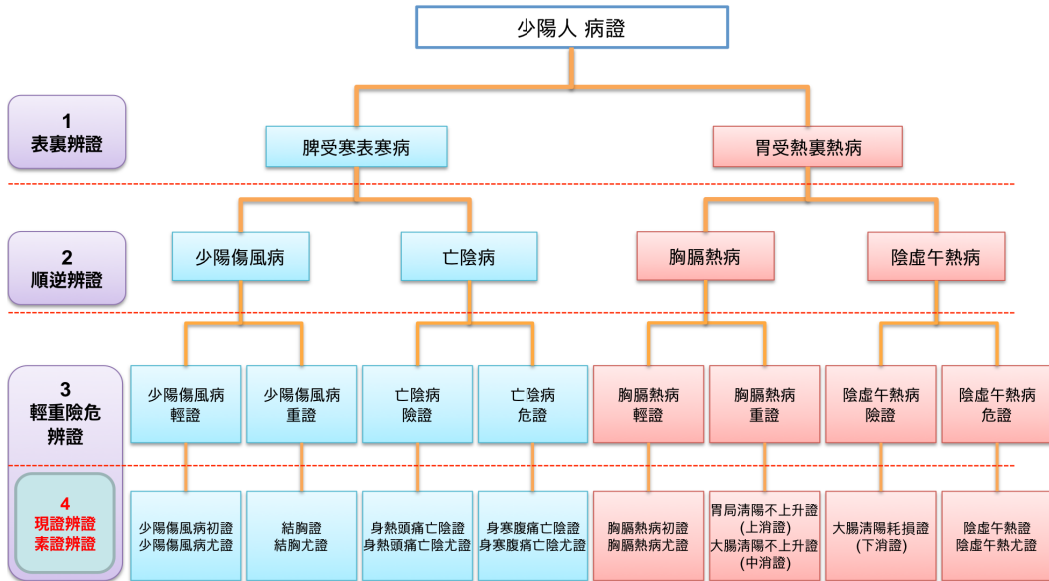 少陽人 病證
1
表裏辨證
脾受寒表寒病
胃受熱裏熱病
2
順逆辨證
少陽傷風病
亡陰病
胸膈熱病
陰虛午熱病
3
輕重險危
辨證
少陽傷風病
輕證
少陽傷風病
重證
亡陰病
險證
亡陰病
危證
胸膈熱病
輕證
胸膈熱病
重證
陰虛午熱病
險證
陰虛午熱病
危證
4
現證辨證
素證辨證
少陽傷風病初證
少陽傷風病尤證
結胸證
結胸尤證
身熱頭痛亡陰證
身熱頭痛亡陰尤證
身寒腹痛亡陰證
身寒腹痛亡陰尤證
胸膈熱病初證
胸膈熱病尤證
胃局淸陽不上升證
(上消證)
大腸淸陽不上升證
(中消證)
大腸淸陽耗損證
(下消證)
陰虛午熱證
陰虛午熱尤證